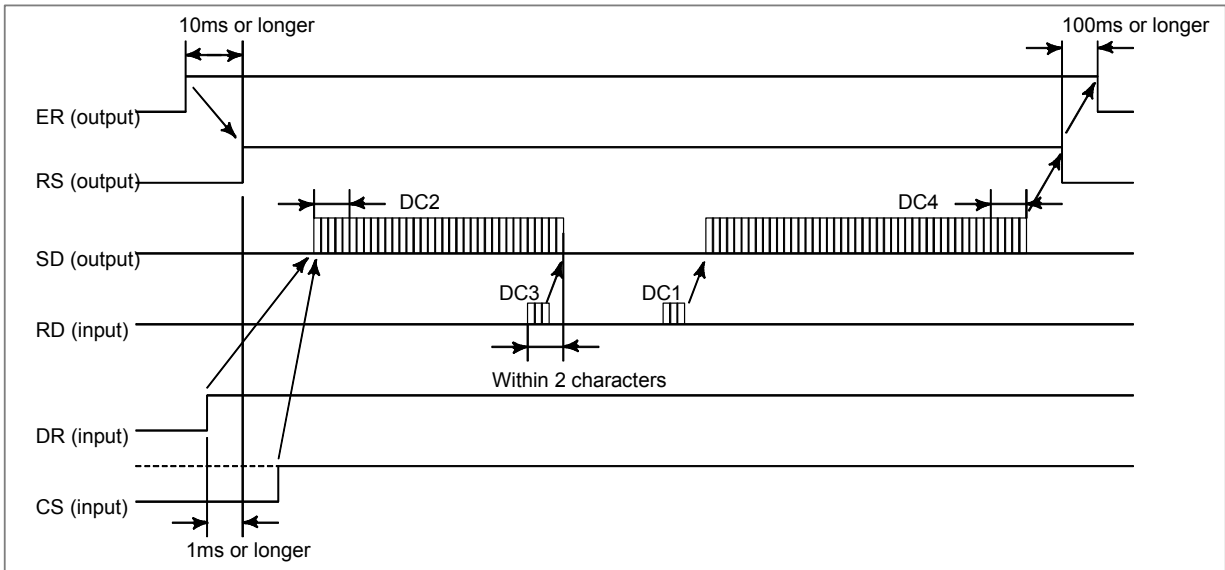 10ms or longer
100ms or longer
ER (output)
RS (output)
DC2
DC4
SD (output)
DC3
DC1
RD (input)
Within 2 characters
DR (input)
CS (input)
1ms or longer